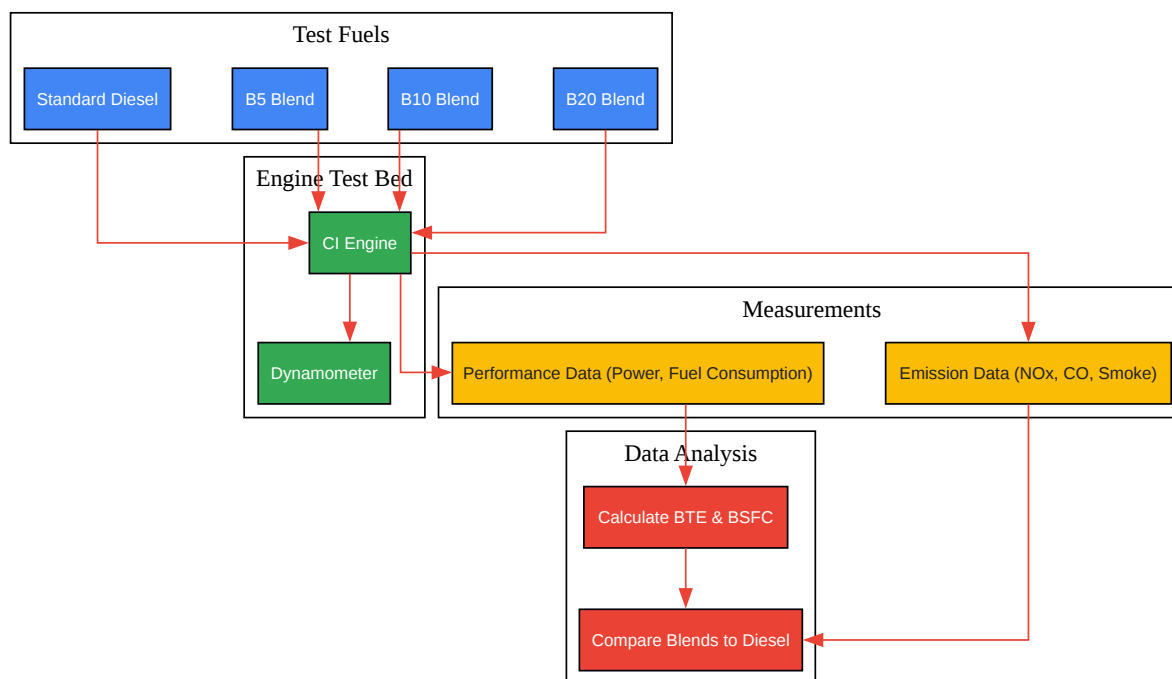 Test Fuels
Standard Diesel
B5 Blend
B10 Blend
B20 Blend
Engine Test Bed
CI Engine
Dynamometer
Measurements
Performance Data (Power, Fuel Consumption)
Emission Data (NOx, CO, Smoke)
Data Analysis
Calculate BTE & BSFC
Compare Blends to Diesel